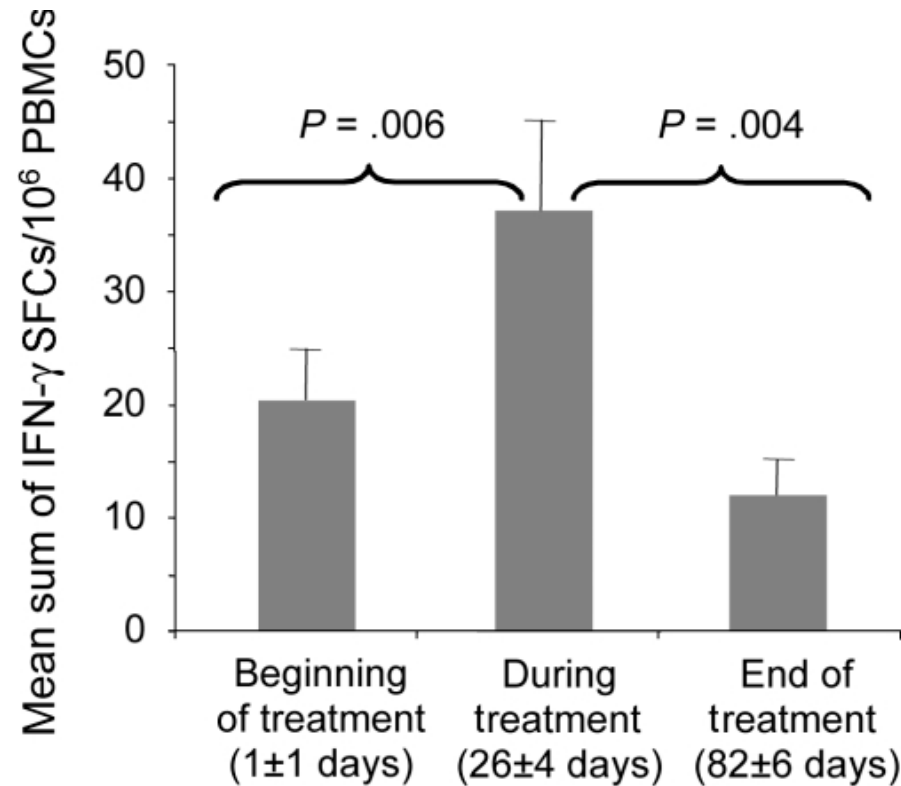 Mean sum of IFN-γ SFCs/10⁶ PBMCs
50
40
30
20
10
0
P = .006
P = .004
Beginning
of treatment
(1±1 days)
During
treatment
(26±4 days)
End of
treatment
(82±6 days)